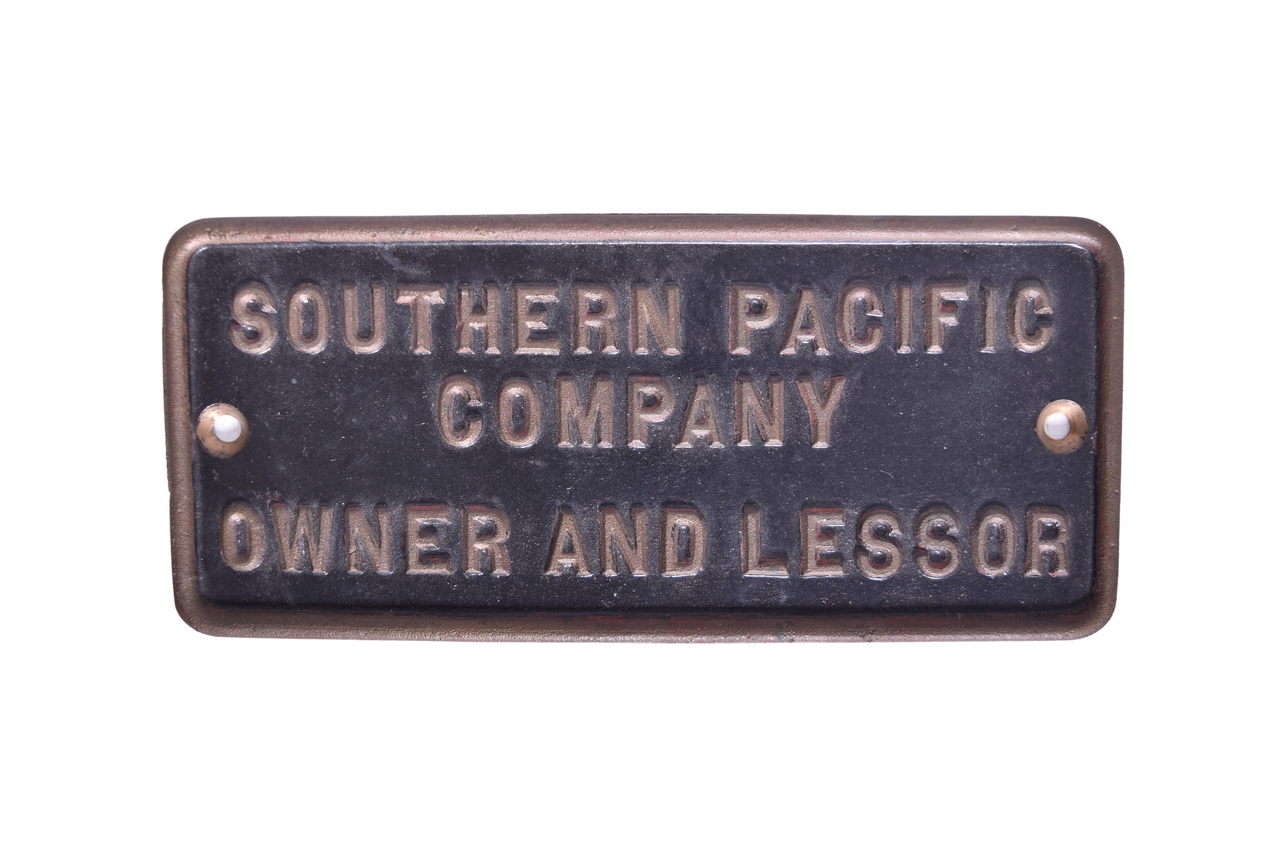 SOUTHERN PACIFIC
COMPANY
OWNER AND LESSOR